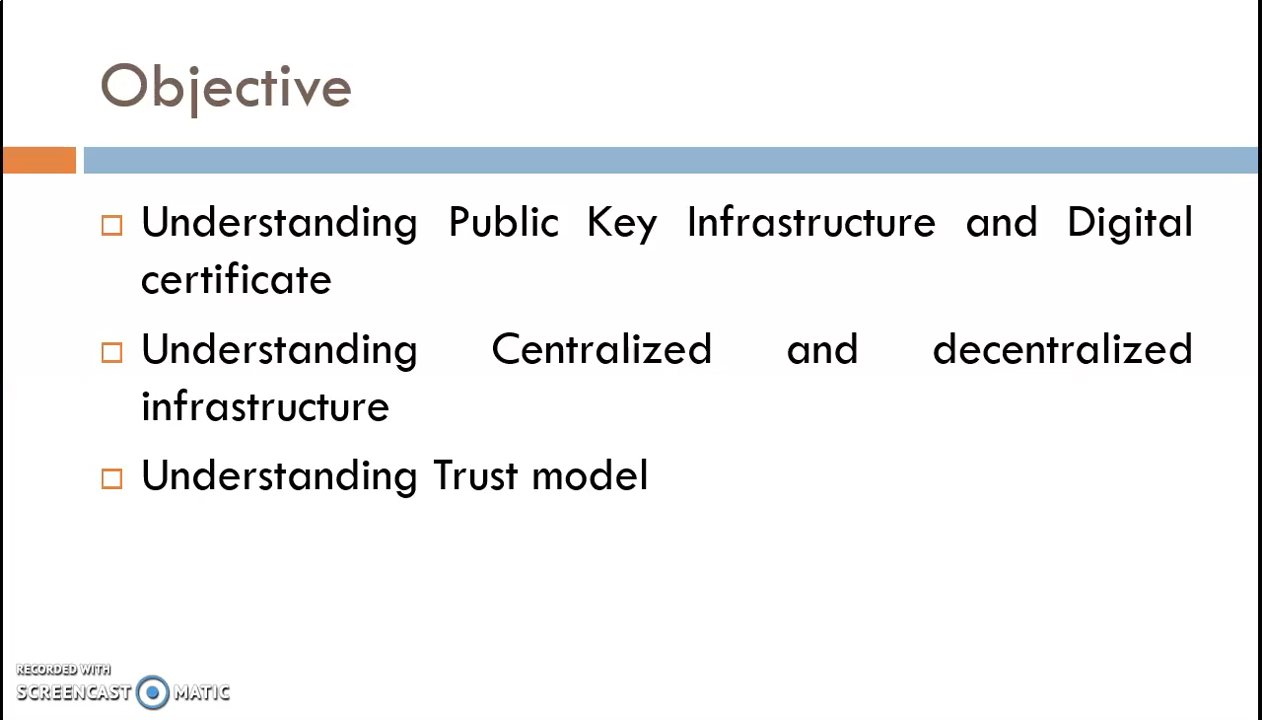 Objective
Understanding Public Key Infrastructure and Digital
certificate
Understanding Centralized and decentralized
infrastructure
Understanding Trust model
RECORDED WITH
SCREENCAST MATIC